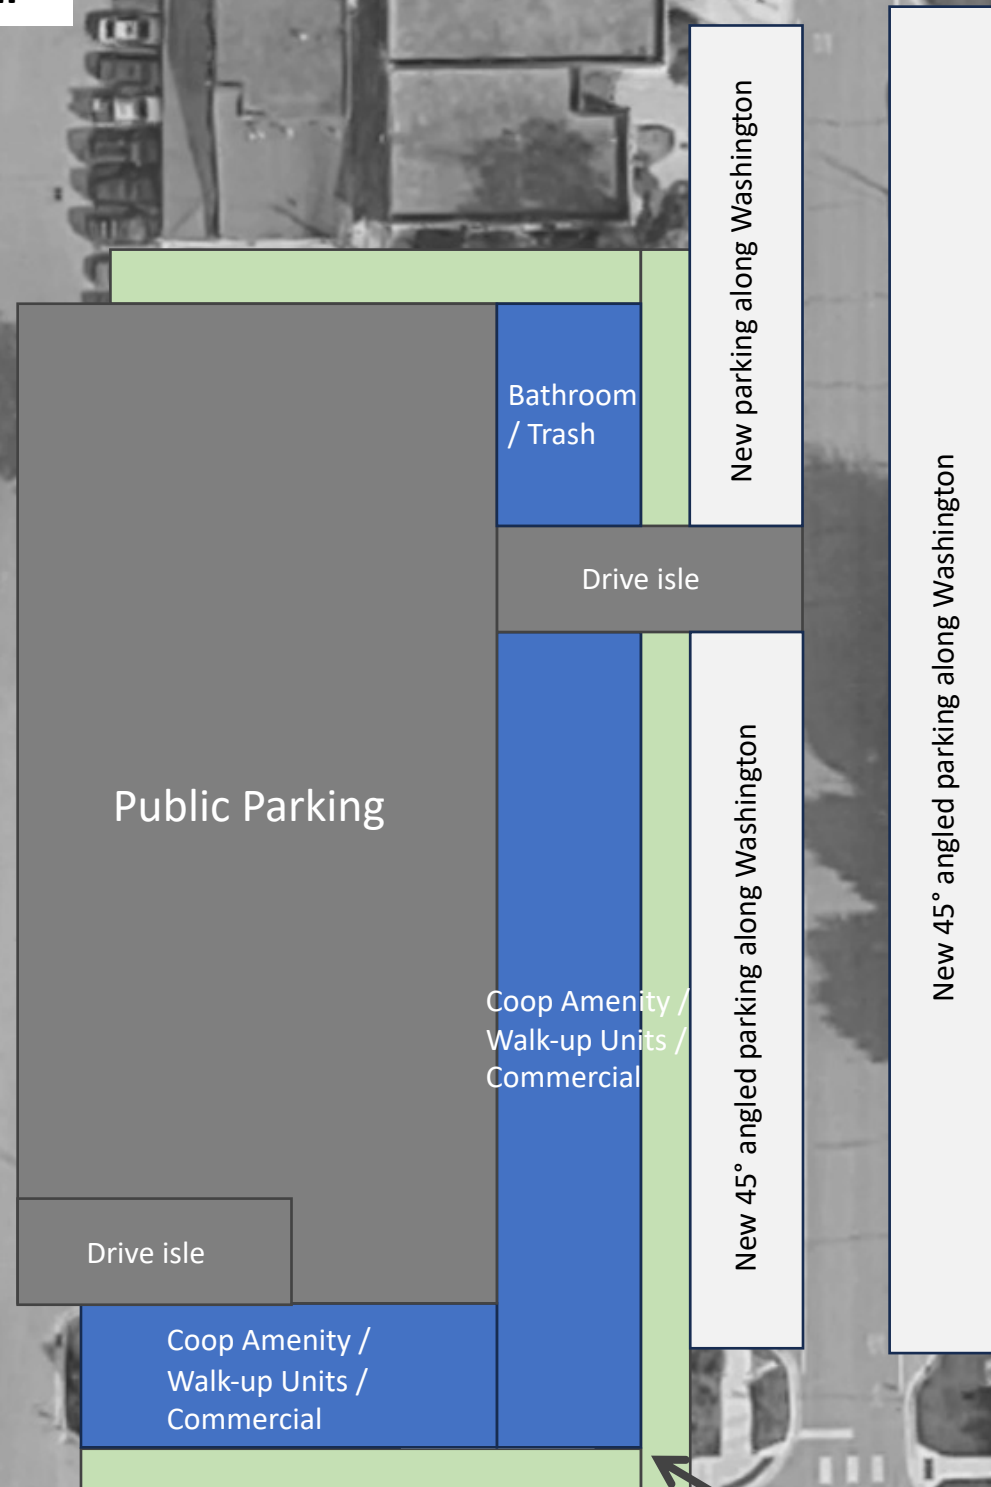 New parking along Washington
Bathroom
/ Trash
Drive isle
New 45° angled parking along Washington
Public Parking
New 45° angled parking along Washington
Coop Amenity /
Walk-up Units /
Commercial
Drive isle
Coop Amenity /
Walk-up Units /
Commercial